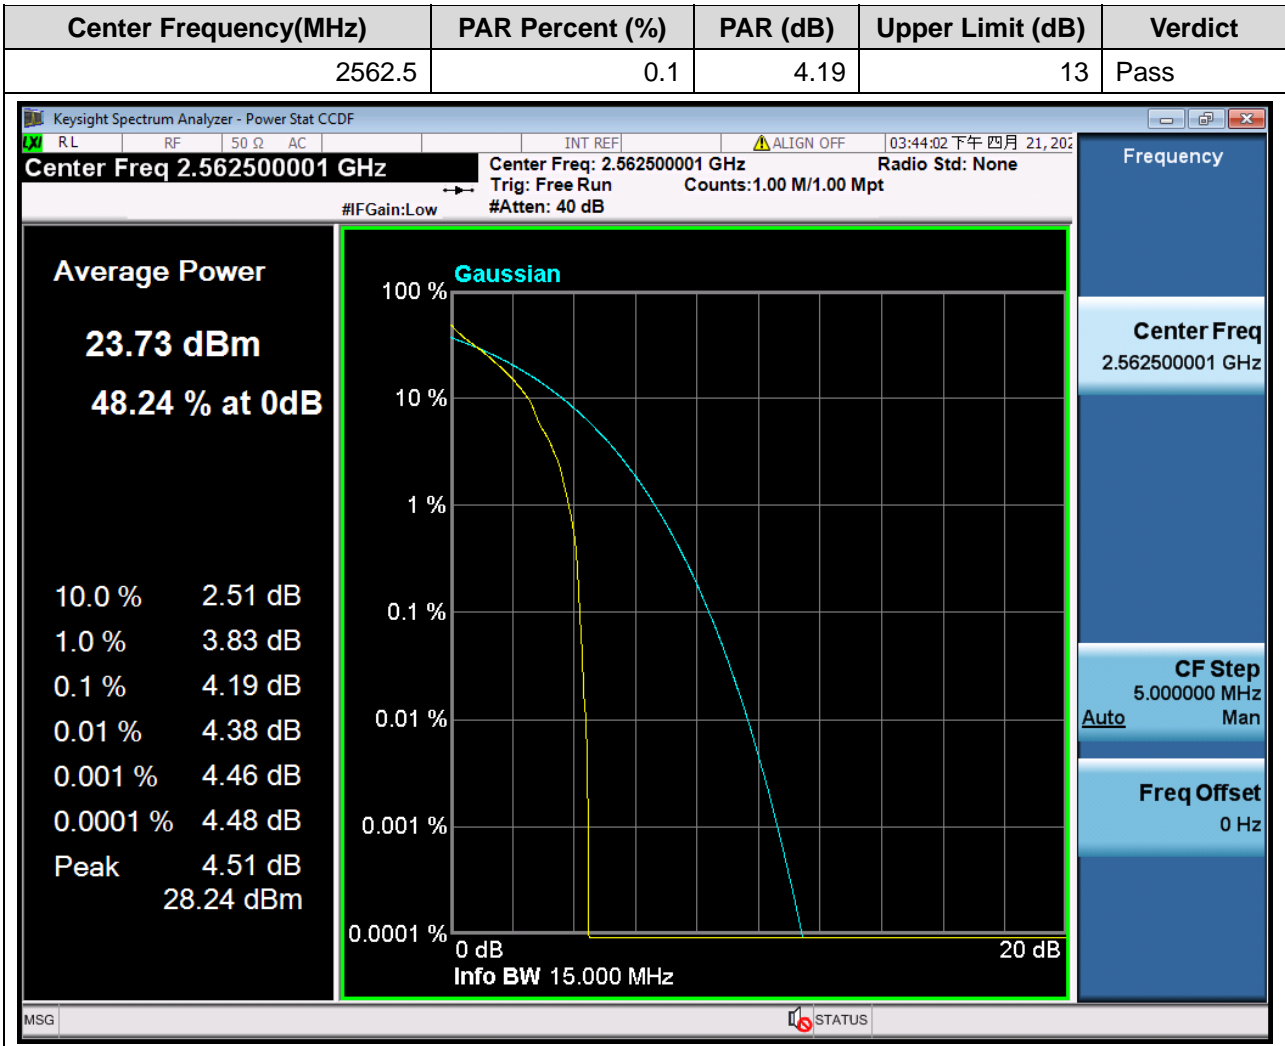 Center Frequency(MHz) PAR Percent (%) PAR (dB) Upper Limit (dB) Verdict
2562.5 0.1 4.19 13 Pass
Keysight Spectrum Analyzer - Power Stat CCDF
LXI RL RF 50 Ω AC INT REF ALIGN OFF 03:44:02 下午 四月 21, 202
Center Freq 2.562500001 GHz
Center Freq: 2.562500001 GHz Radio Std: None
Trig: Free Run Counts:1.00 M/1.00 Mpt
#IFGain:Low #Atten: 40 dB
Average Power
23.73 dBm
48.24 % at 0dB
10.0 % 2.51 dB
1.0 % 3.83 dB
0.1 % 4.19 dB
0.01 % 4.38 dB
0.001 % 4.46 dB
0.0001 % 4.48 dB
Peak 4.51 dB
28.24 dBm
Gaussian
100 %
10 %
1 %
0.1 %
0.01 %
0.001 %
0.0001 %
0 dB 20 dB
Info BW 15.000 MHz
Frequency
Center Freq
2.562500001 GHz
CF Step
5.000000 MHz
Auto Man
Freq Offset
0 Hz
MSG STATUS